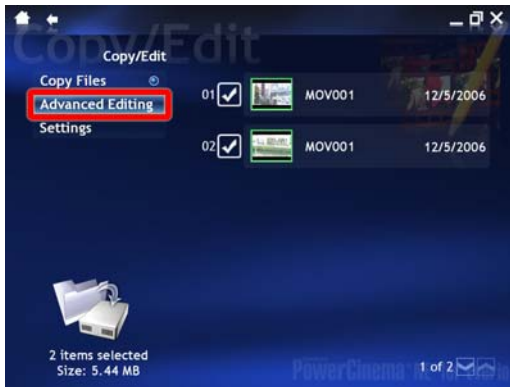 Copy/Edit
Copy/Edit
Copy Files
Advanced Editing
Settings
01 MOV001 12/5/2006
02 MOV001 12/5/2006
2 items selected
Size: 5.44 MB
PowerCinema
1 of 2